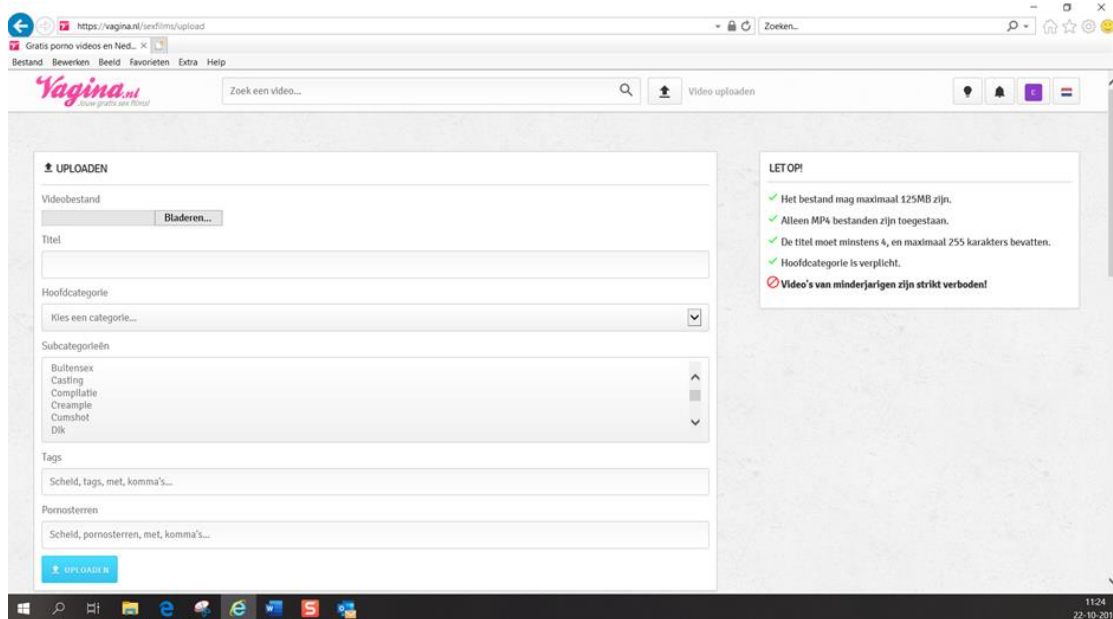 https://vagina.nl/sexfilms/upload
Zoeken...
Gratis porno videos en Ned...
Bestand Bewerken Beeld Favorieten Extra Help
Vagina.nl
Jouw gratis sex films!
Zoek een video...
Video uploaden
UPLOADEN
Videobestand
Bladeren...
Titel
Hoofdcategorie
Kies een categorie...
Subcategorieën
Buitensex
Casting
Compilatie
Creampie
Cumshot
Dik
Tags
Scheid, tags, met, komma's...
Pornosterren
Scheid, pornosterren, met, komma's...
UPLOADEN
LET OP!
Het bestand mag maximaal 125MB zijn.
Alleen MP4 bestanden zijn toegestaan.
De titel moet minstens 4, en maximaal 255 karakters bevatten.
Hoofdcategorie is verplicht.
Video's van minderjarigen zijn strikt verboden!
11:24
22-10-201